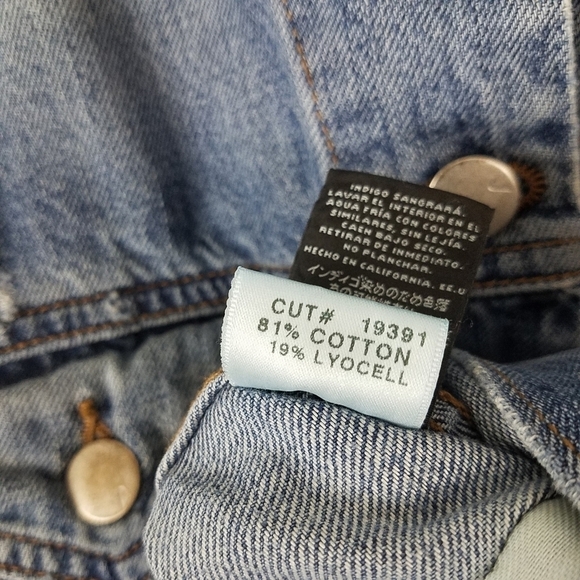 INDIGO SANGRARÁ.
LAVAR EL INTERIOR EN EL
AGUA FRÍA CON COLORES
SIMILARES, SIN LEJÍA.
CAEN BAJO SECO.
RETIRAR DE INMEDIATO.
NO PLANCHAR.
HECHO EN CALIFORNIA. EE.U
インディゴ染めのため色落
CUT# 19391
81% COTTON
19% LYOCELL